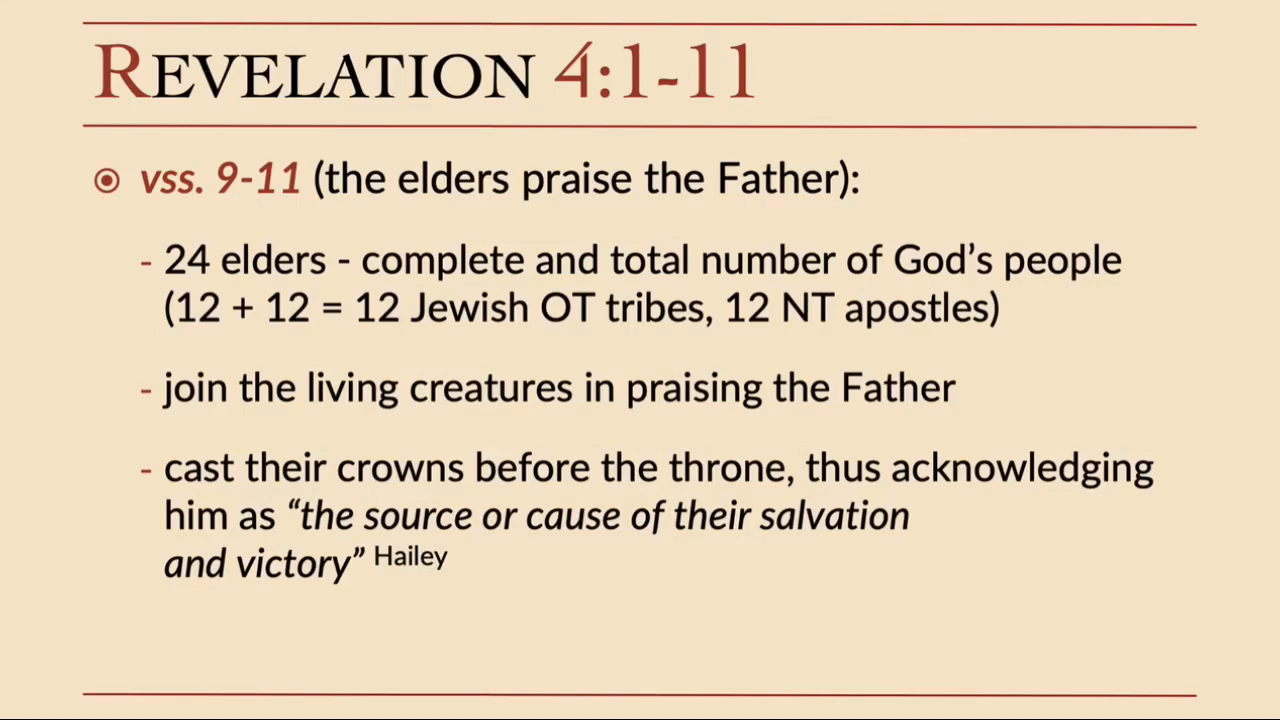 REVELATION 4:1-11
vss. 9-11 (the elders praise the Father):
- 24 elders - complete and total number of God’s people
(12 + 12 = 12 Jewish OT tribes, 12 NT apostles)
- join the living creatures in praising the Father
- cast their crowns before the throne, thus acknowledging
him as “the source or cause of their salvation
and victory” Hailey